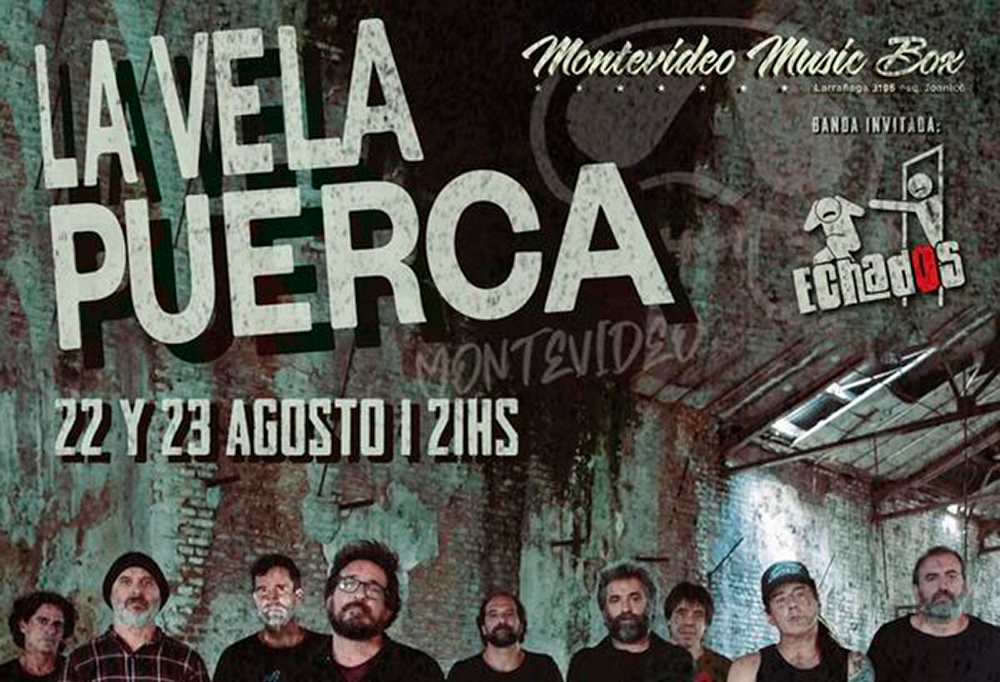 LA VELA
PUERCA
MONTEVIDEO
22 Y 23 AGOSTO | 21HS
Montevideo Music Box
Larrañaga 3195 esq. Joanicó
BANDA INVITADA:
EChadOS